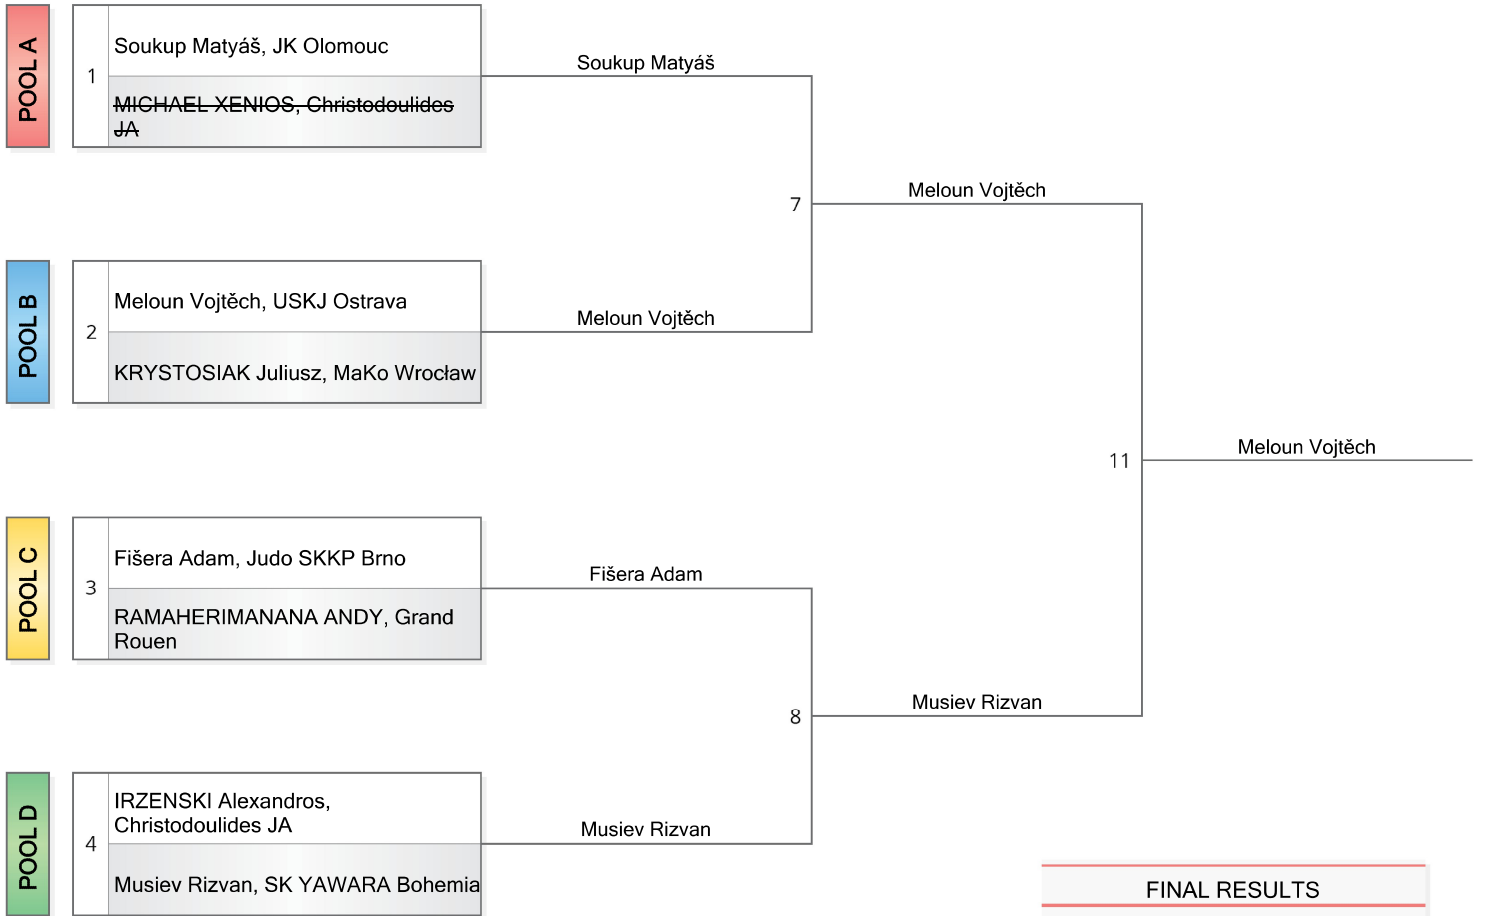 POOL A
1
Soukup Matyáš, JK Olomouc
MICHAEL XENIOS, Christodoulides
JA
Soukup Matyáš
7
Meloun Vojtěch
POOL B
2
Meloun Vojtěch, USKJ Ostrava
KRYSTOSIAK Juliusz, MaKo Wrocław
Meloun Vojtěch
11
Meloun Vojtěch
POOL C
3
Fišera Adam, Judo SKKP Brno
RAMAHERIMANANA ANDY, Grand
Rouen
Fišera Adam
8
Musiev Rizvan
POOL D
4
IRZENSKI Alexandros,
Christodoulides JA
Musiev Rizvan, SK YAWARA Bohemia
Musiev Rizvan
FINAL RESULTS